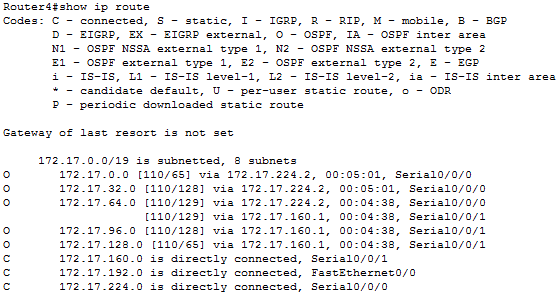 Router4#show ip route
Codes: C - connected, S - static, I - IGRP, R - RIP, M - mobile, B - BGP
       D - EIGRP, EX - EIGRP external, O - OSPF, IA - OSPF inter area
       N1 - OSPF NSSA external type 1, N2 - OSPF NSSA external type 2
       E1 - OSPF external type 1, E2 - OSPF external type 2, E - EGP
       i - IS-IS, L1 - IS-IS level-1, L2 - IS-IS level-2, ia - IS-IS inter area
       * - candidate default, U - per-user static route, o - ODR
       P - periodic downloaded static route
Gateway of last resort is not set
     172.17.0.0/19 is subnetted, 8 subnets
O       172.17.0.0 [110/65] via 172.17.224.2, 00:05:01, Serial0/0/0
O       172.17.32.0 [110/128] via 172.17.224.2, 00:05:01, Serial0/0/0
O       172.17.64.0 [110/129] via 172.17.224.2, 00:04:38, Serial0/0/0
                    [110/129] via 172.17.160.1, 00:04:38, Serial0/0/1
O       172.17.96.0 [110/128] via 172.17.160.1, 00:04:38, Serial0/0/1
O       172.17.128.0 [110/65] via 172.17.160.1, 00:04:38, Serial0/0/1
C       172.17.160.0 is directly connected, Serial0/0/1
C       172.17.192.0 is directly connected, FastEthernet0/0
C       172.17.224.0 is directly connected, Serial0/0/0